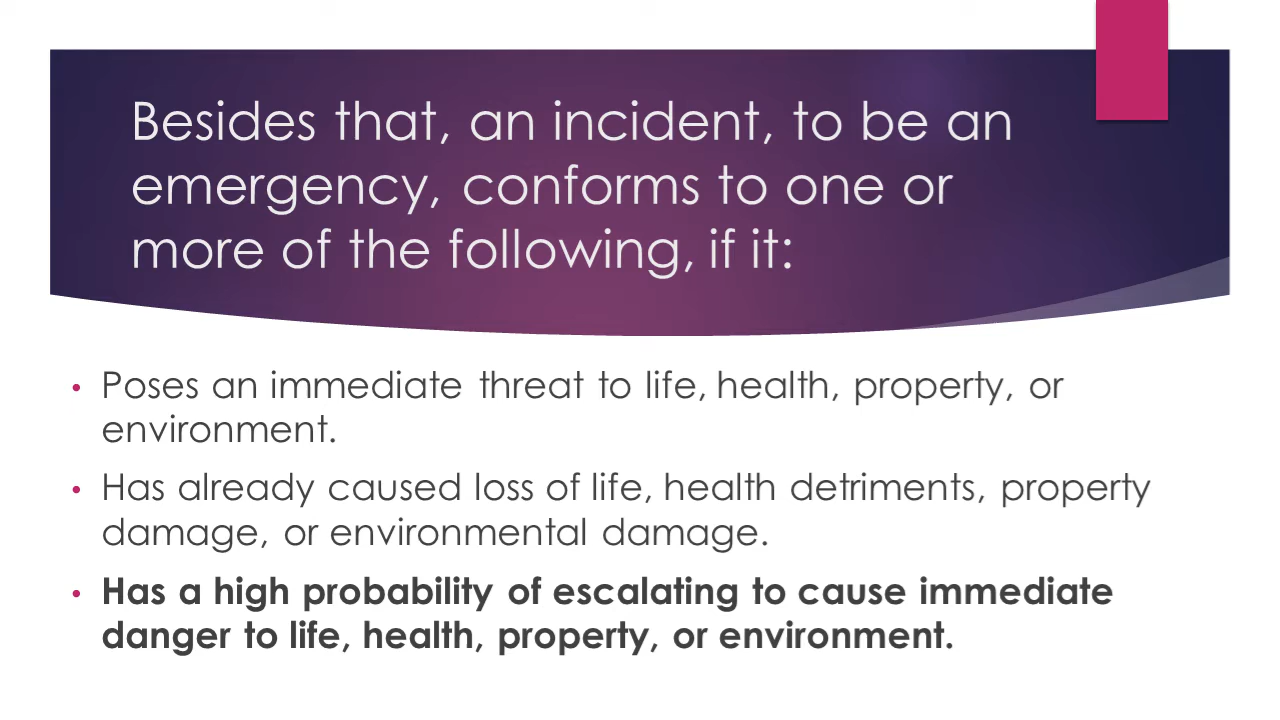 Besides that, an incident, to be an
emergency, conforms to one or
more of the following, if it:
• Poses an immediate threat to life, health, property, or
environment.
• Has already caused loss of life, health detriments, property
damage, or environmental damage.
• Has a high probability of escalating to cause immediate
danger to life, health, property, or environment.